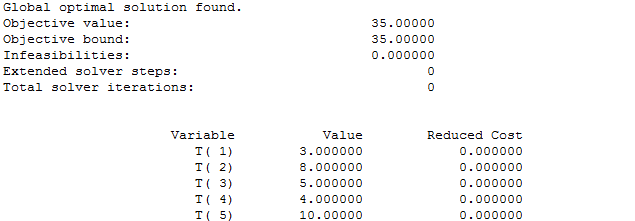 Global optimal solution found.
Objective value: 35.00000
Objective bound: 35.00000
Infeasibilities: 0.000000
Extended solver steps: 0
Total solver iterations: 0
Variable Value Reduced Cost
T( 1) 3.000000 0.000000
T( 2) 8.000000 0.000000
T( 3) 5.000000 0.000000
T( 4) 4.000000 0.000000
T( 5) 10.00000 0.000000